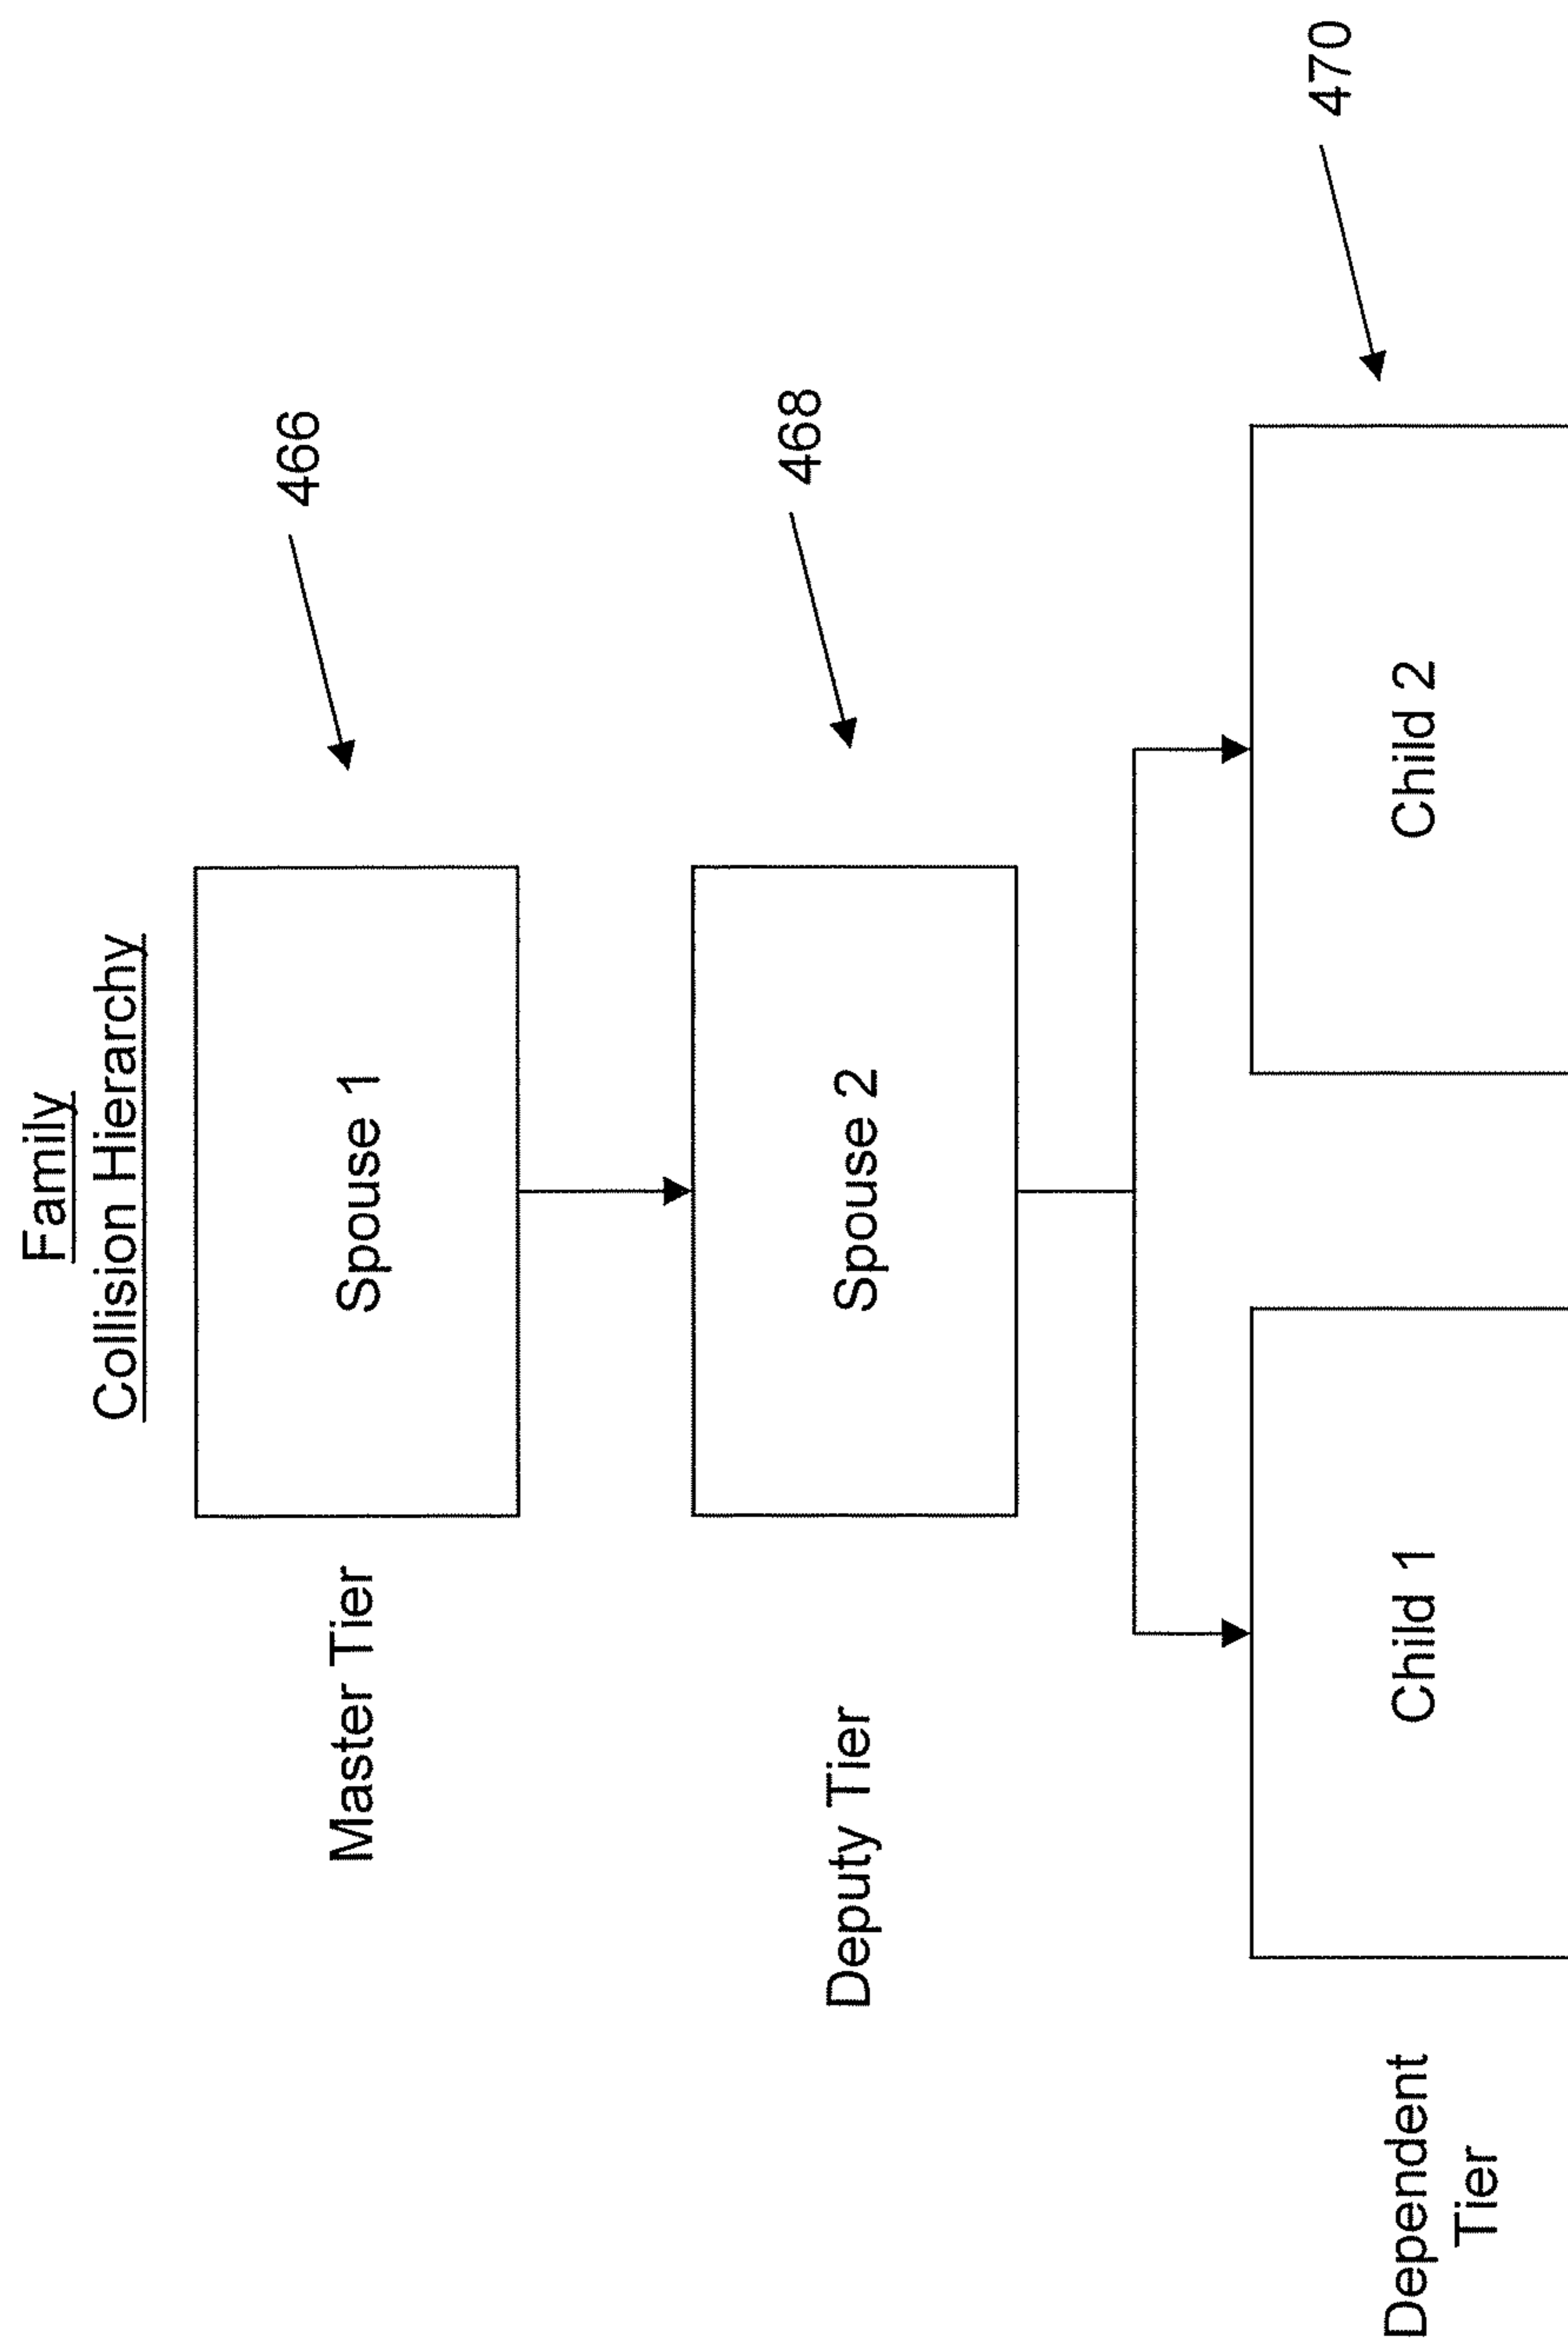 Family
Collision Hierarchy
Master Tier
Spouse 1
466
Deputy Tier
Spouse 2
468
Dependent
Tier
Child 1
Child 2
470